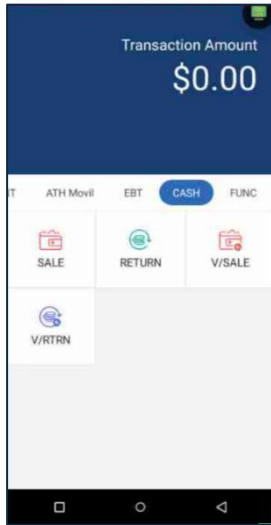 Transaction Amount
$0.00
ATH Movil EBT CASH FUNC
SALE RETURN V/SALE
V/RTRN